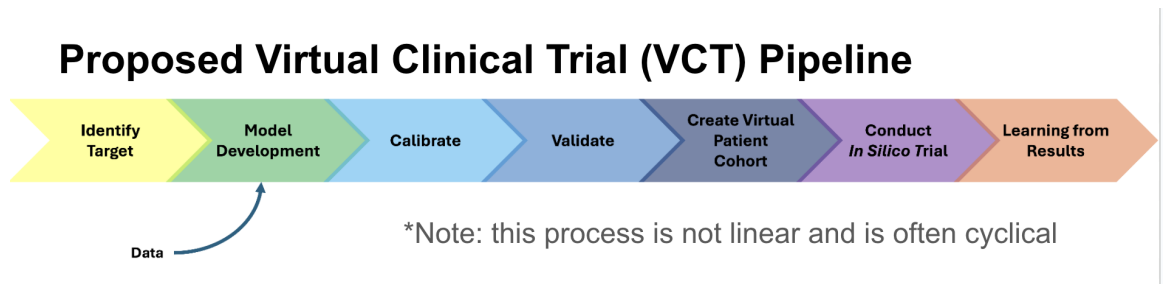 Proposed Virtual Clinical Trial (VCT) Pipeline
Identify
Target
Model
Development
Calibrate
Validate
Create Virtual
Patient
Cohort
Conduct
In Silico Trial
Learning from
Results
Data
*Note: this process is not linear and is often cyclical